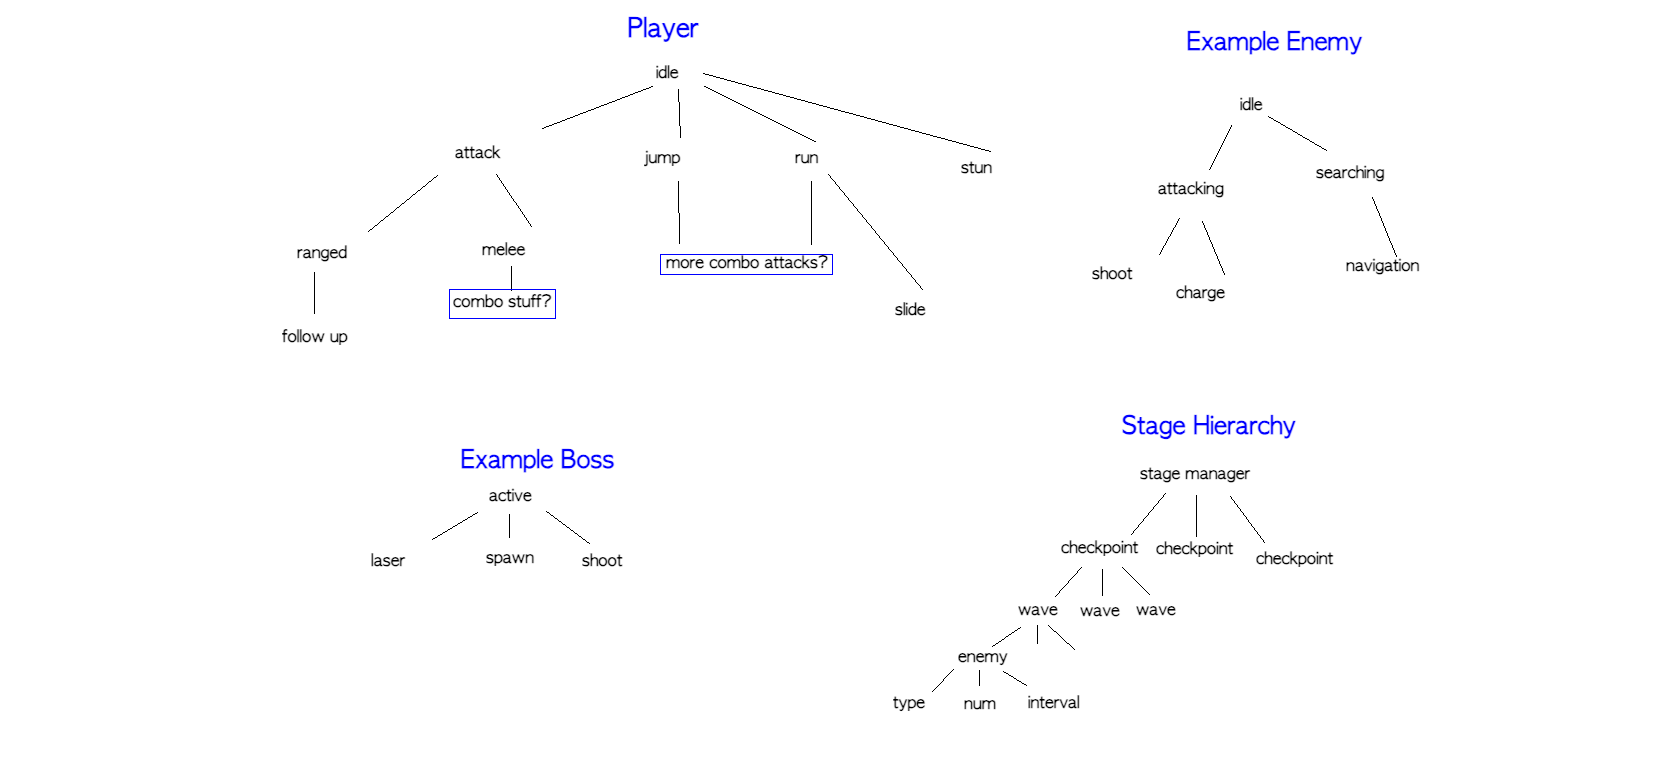 Player
idle
attack
jump
run
stun
ranged
melee
more combo attacks?
combo stuff?
slide
follow up
Example Enemy
idle
attacking
searching
shoot
charge
navigation
Example Boss
active
laser
spawn
shoot
Stage Hierarchy
stage manager
checkpoint
checkpoint
checkpoint
wave
wave
wave
enemy
type
num
interval